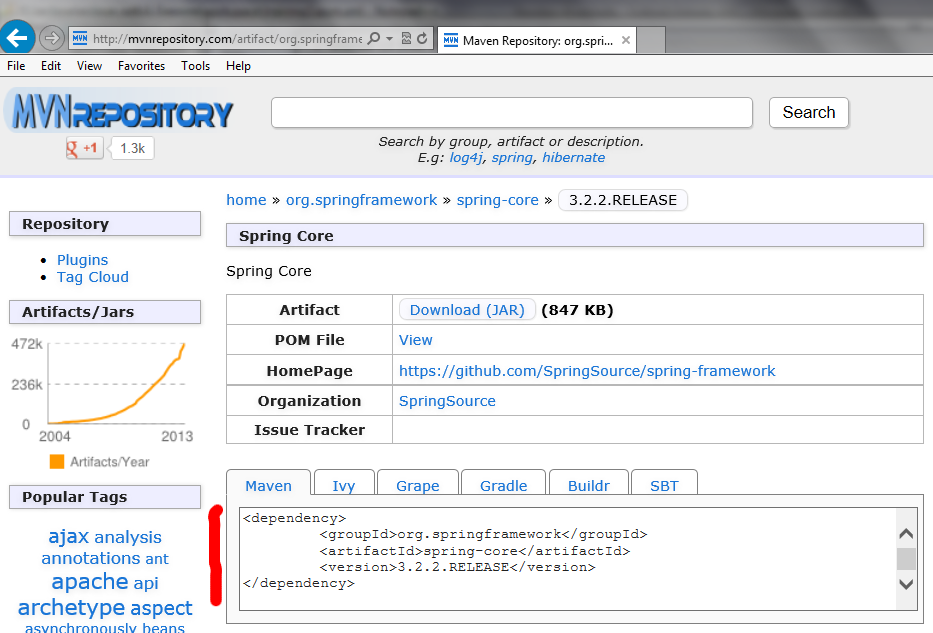 http://mvnrepository.com/artifact/org.springframe
Maven Repository: org.spri...
File Edit View Favorites Tools Help
MVNREPOSITORY
Search
+1 1.3k
Search by group, artifact or description.
E.g: log4j, spring, hibernate
home » org.springframework » spring-core » 3.2.2.RELEASE
Repository
Plugins
Tag Cloud
Artifacts/Jars
472k
236k
0
2004 2013
Artifacts/Year
Popular Tags
ajax analysis
annotations ant
apache api
archetype aspect
asynchronously beans
Spring Core
Spring Core
Artifact Download (JAR) (847 KB)
POM File View
HomePage https://github.com/SpringSource/spring-framework
Organization SpringSource
Issue Tracker
Maven Ivy Grape Gradle Buildr SBT
<dependency>
<groupId>org.springframework</groupId>
<artifactId>spring-core</artifactId>
<version>3.2.2.RELEASE</version>
</dependency>